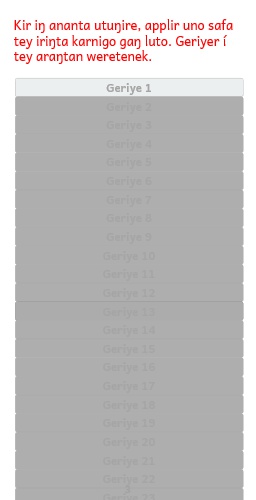 Kir iŋ ananta utuŋire, applir uno safa
tey iriŋta karnigo gaŋ luto. Geriyer í
tey araŋtan weretenek.
Geriye 1
Geriye 2
Geriye 3
Geriye 4
Geriye 5
Geriye 6
Geriye 7
Geriye 8
Geriye 9
Geriye 10
Geriye 11
Geriye 12
Geriye 13
Geriye 14
Geriye 15
Geriye 16
Geriye 17
Geriye 18
Geriye 19
Geriye 20
Geriye 21
Geriye 22
Geriye 23